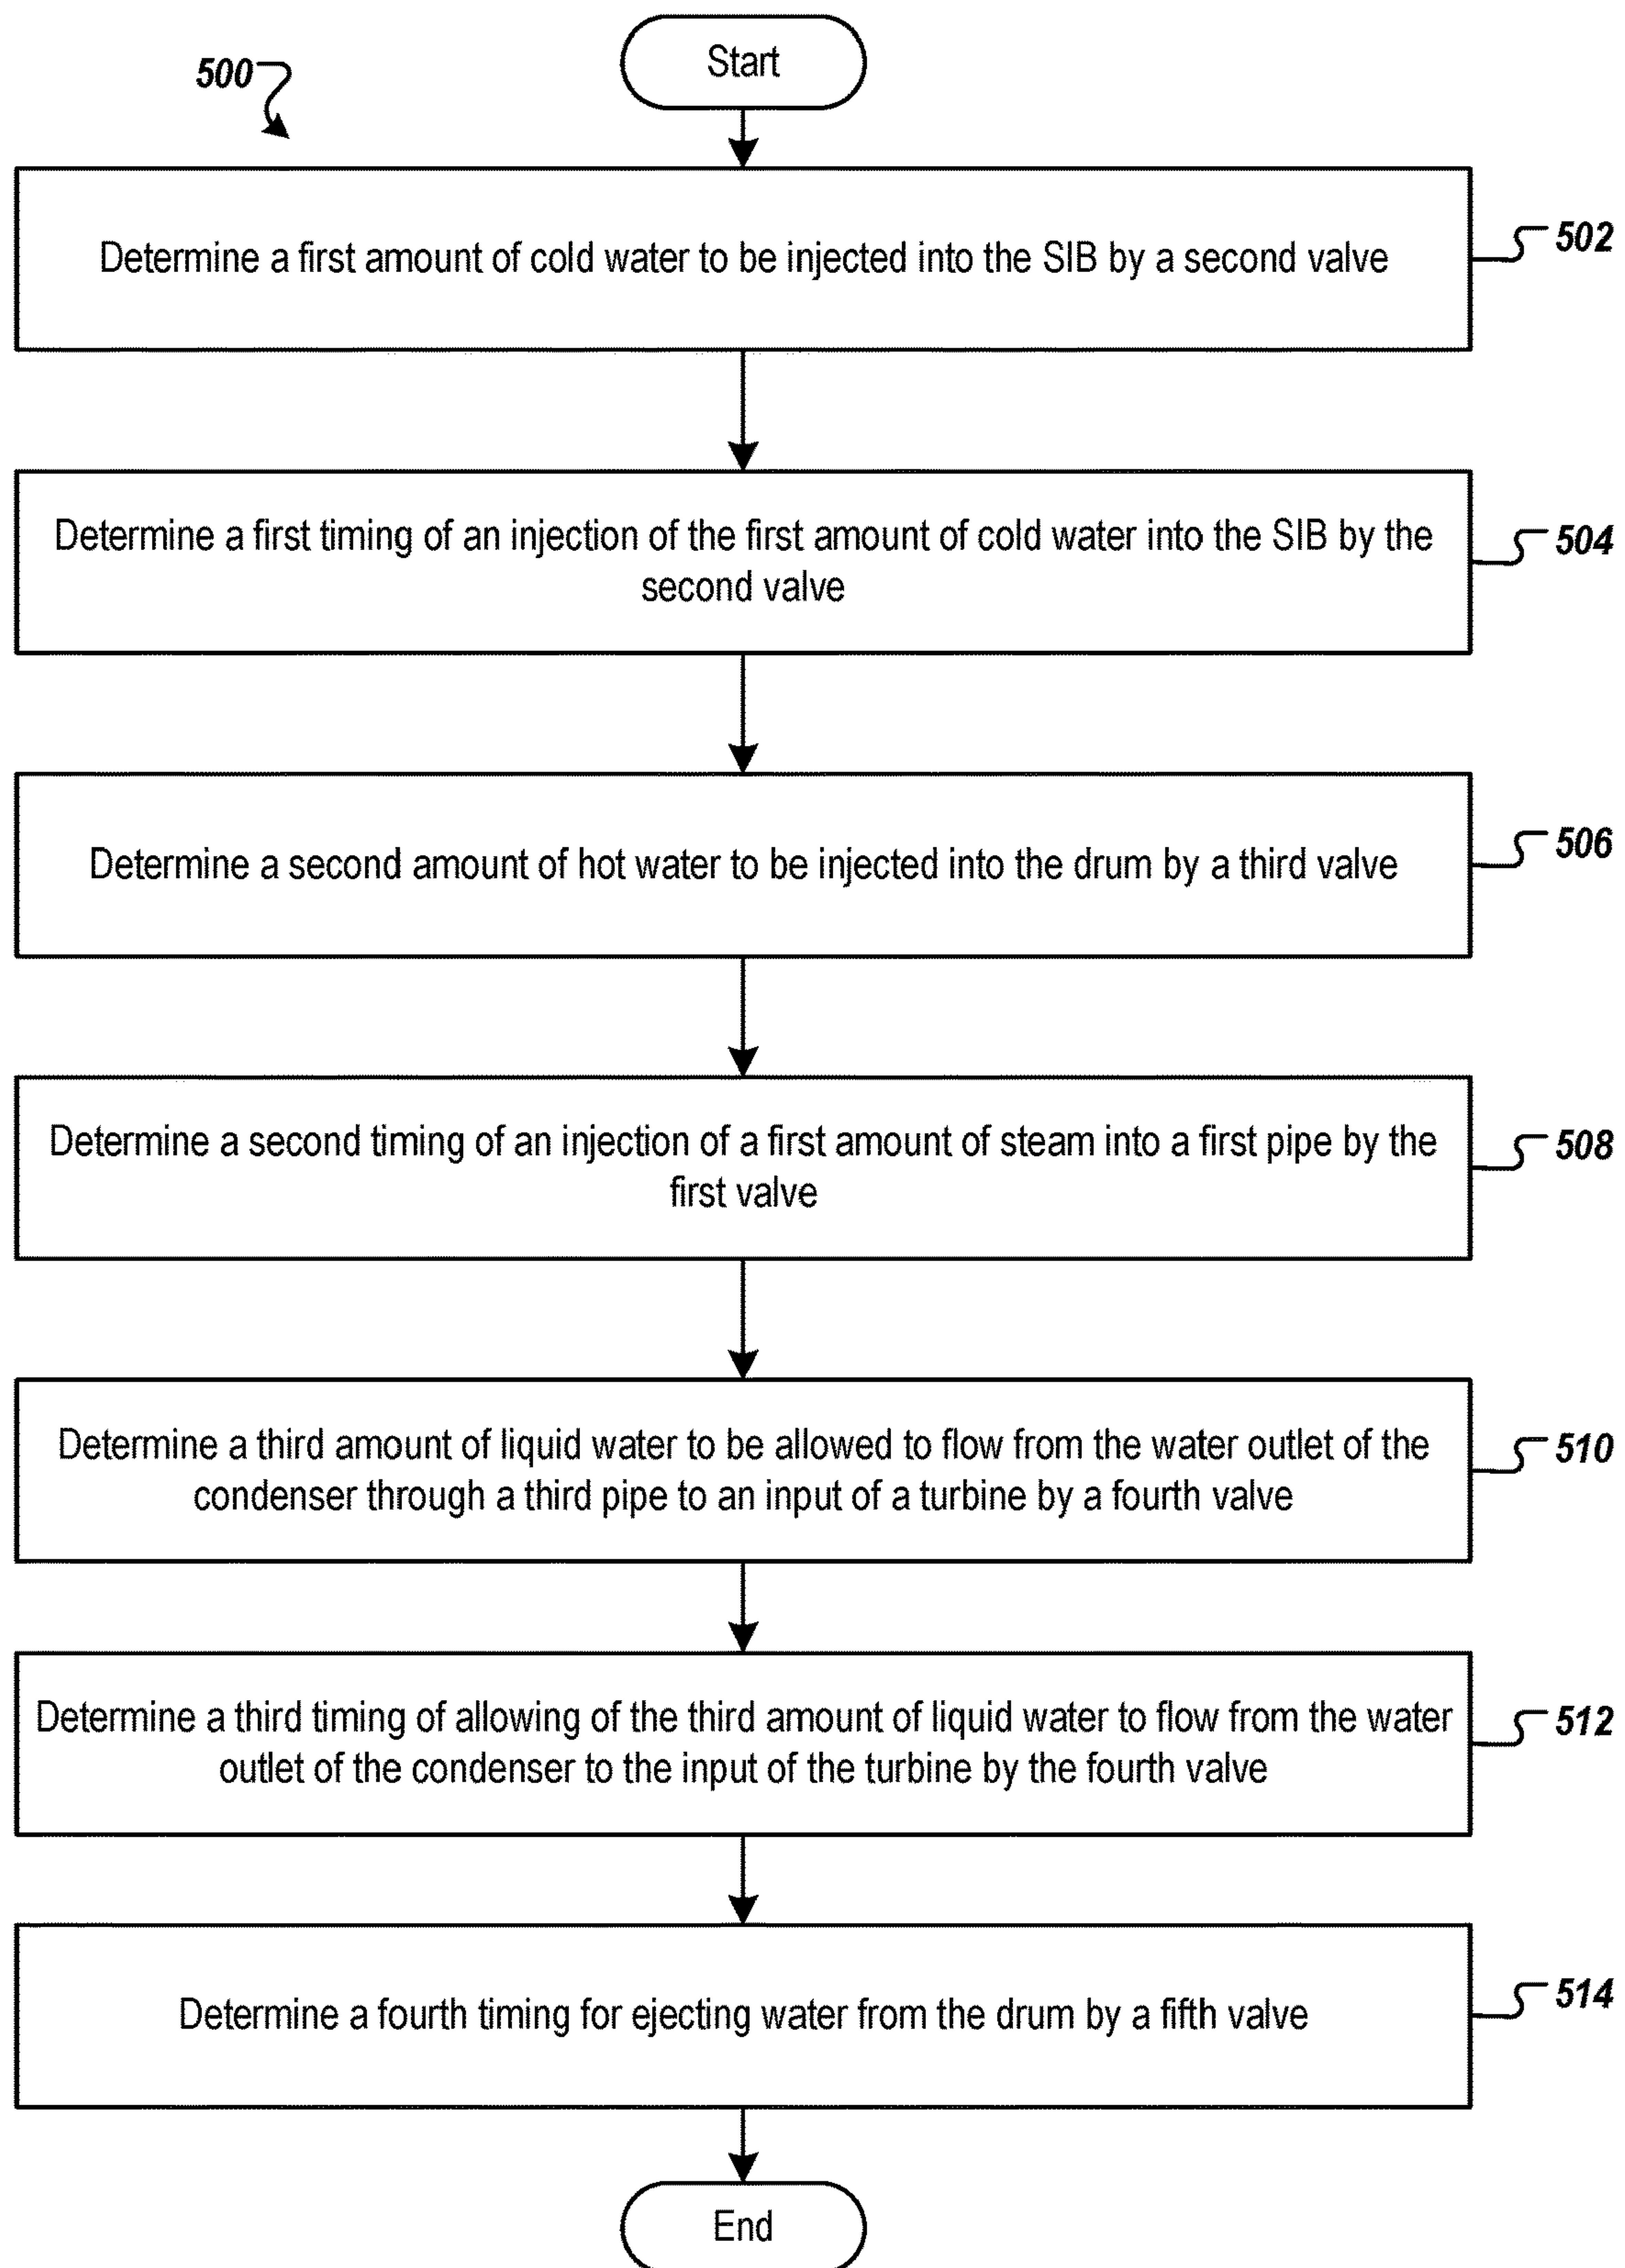 Start
500
Determine a first amount of cold water to be injected into the SIB by a second valve
502
Determine a first timing of an injection of the first amount of cold water into the SIB by the
second valve
504
Determine a second amount of hot water to be injected into the drum by a third valve
506
Determine a second timing of an injection of a first amount of steam into a first pipe by the
first valve
508
Determine a third amount of liquid water to be allowed to flow from the water outlet of the
condenser through a third pipe to an input of a turbine by a fourth valve
510
Determine a third timing of allowing of the third amount of liquid water to flow from the water
outlet of the condenser to the input of the turbine by the fourth valve
512
Determine a fourth timing for ejecting water from the drum by a fifth valve
514
End